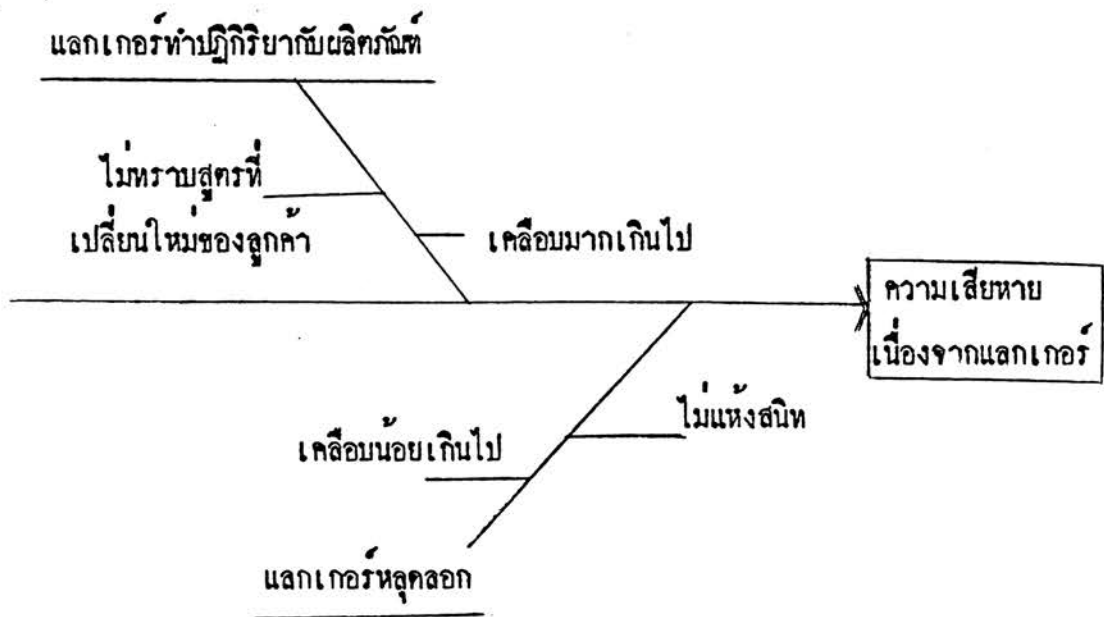 แลกเกอร์ทำปฏิกิริยากับผลิตภัณฑ์
ไม่ทราบสูตรที่
เปลี่ยนใหม่ของลูกค้า
เคลือบมากเกินไป
ความเสียหาย
เนื่องจากแลกเกอร์
ไม่แห้งสนิท
เคลือบน้อยเกินไป
แลกเกอร์หลุดลอก